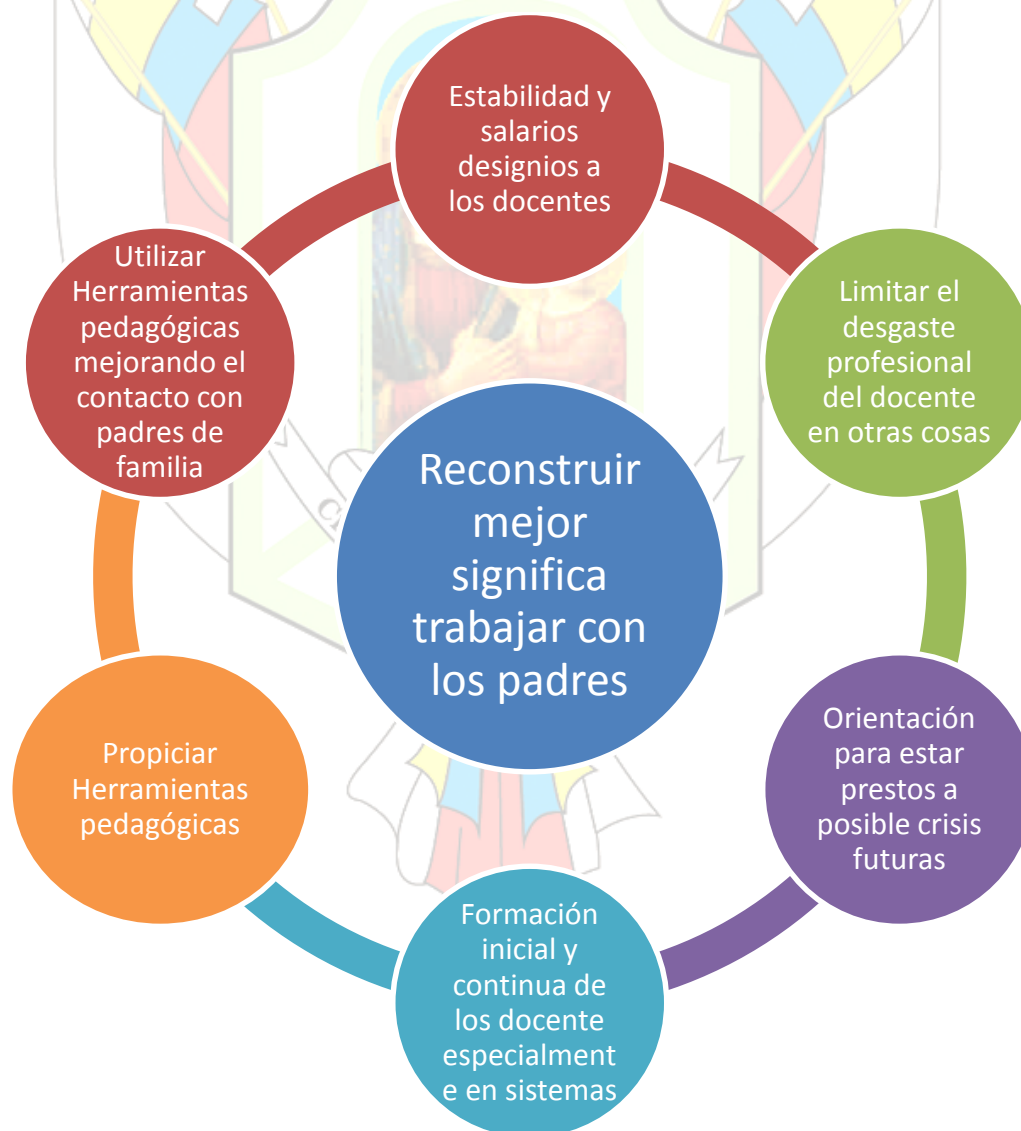 Estabilidad y
salarios
designios a
los docentes
Limitar el
desgaste
profesional
del docente
en otras cosas
Orientación
para estar
prestos a
posible crisis
futuras
Formación
inicial y
continua de
los docente
especialment
e en sistemas
Propiciar
Herramientas
pedagógicas
Utilizar
Herramientas
pedagógicas
mejorando el
contacto con
padres de
familia
Reconstruir
mejor
significa
trabajar con
los padres